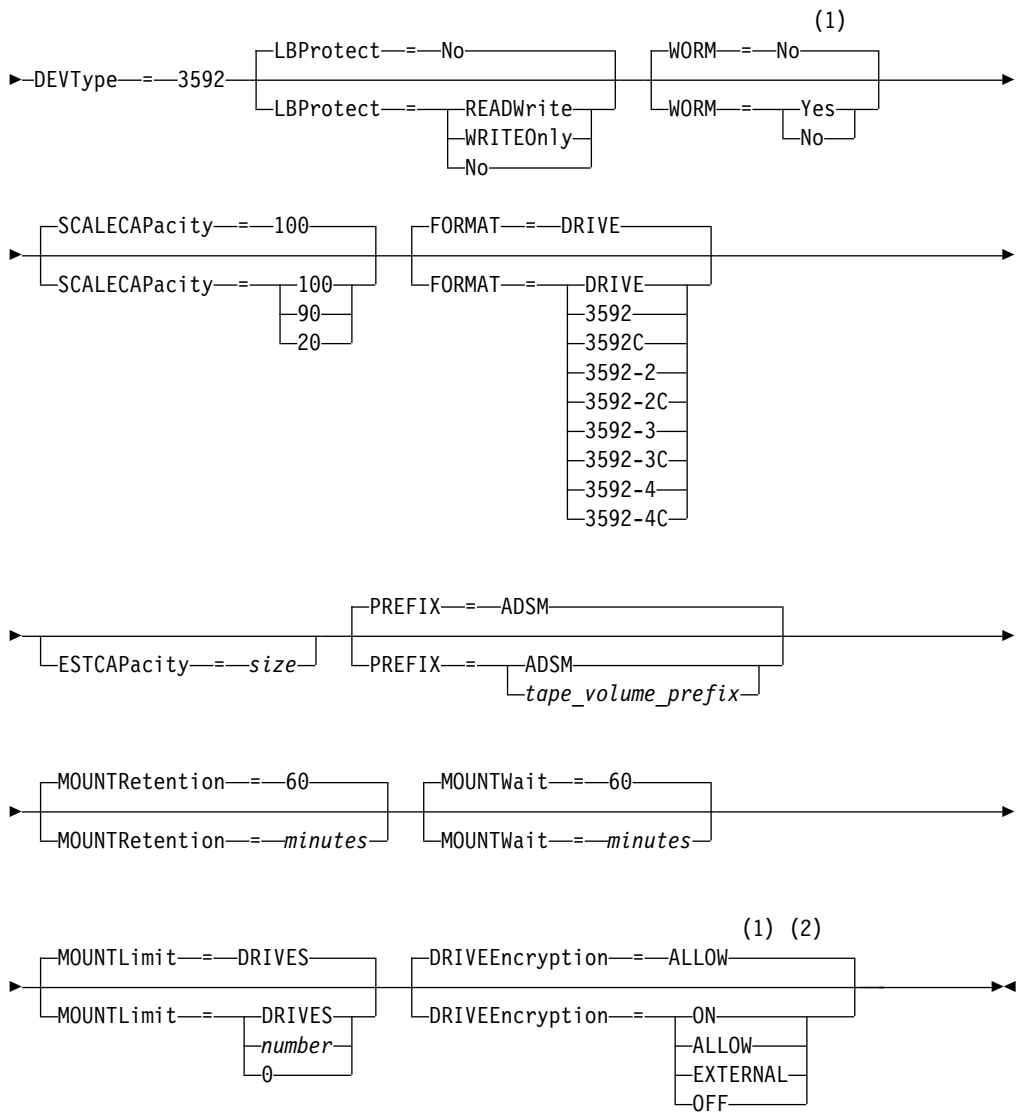 (1)
LBProtect = No WORM = No
DEVType = 3592
LBProtect = READWrite WORM = Yes
WRITEOnly No
No
SCALECAPacity = 100 FORMAT = DRIVE
SCALECAPacity = 100 FORMAT = DRIVE
90 3592
20 3592C
3592-2
3592-2C
3592-3
3592-3C
3592-4
3592-4C
PREFIX = ADSM
ESTCAPacity = size PREFIX = ADSM
tape_volume_prefix
MOUNTRetention = 60 MOUNTWait = 60
MOUNTRetention = minutes MOUNTWait = minutes
(1) (2)
MOUNTLimit = DRIVES DRIVEEncryption = ALLOW
MOUNTLimit = DRIVES DRIVEEncryption = ON
number ALLOW
0 EXTERNAL
OFF